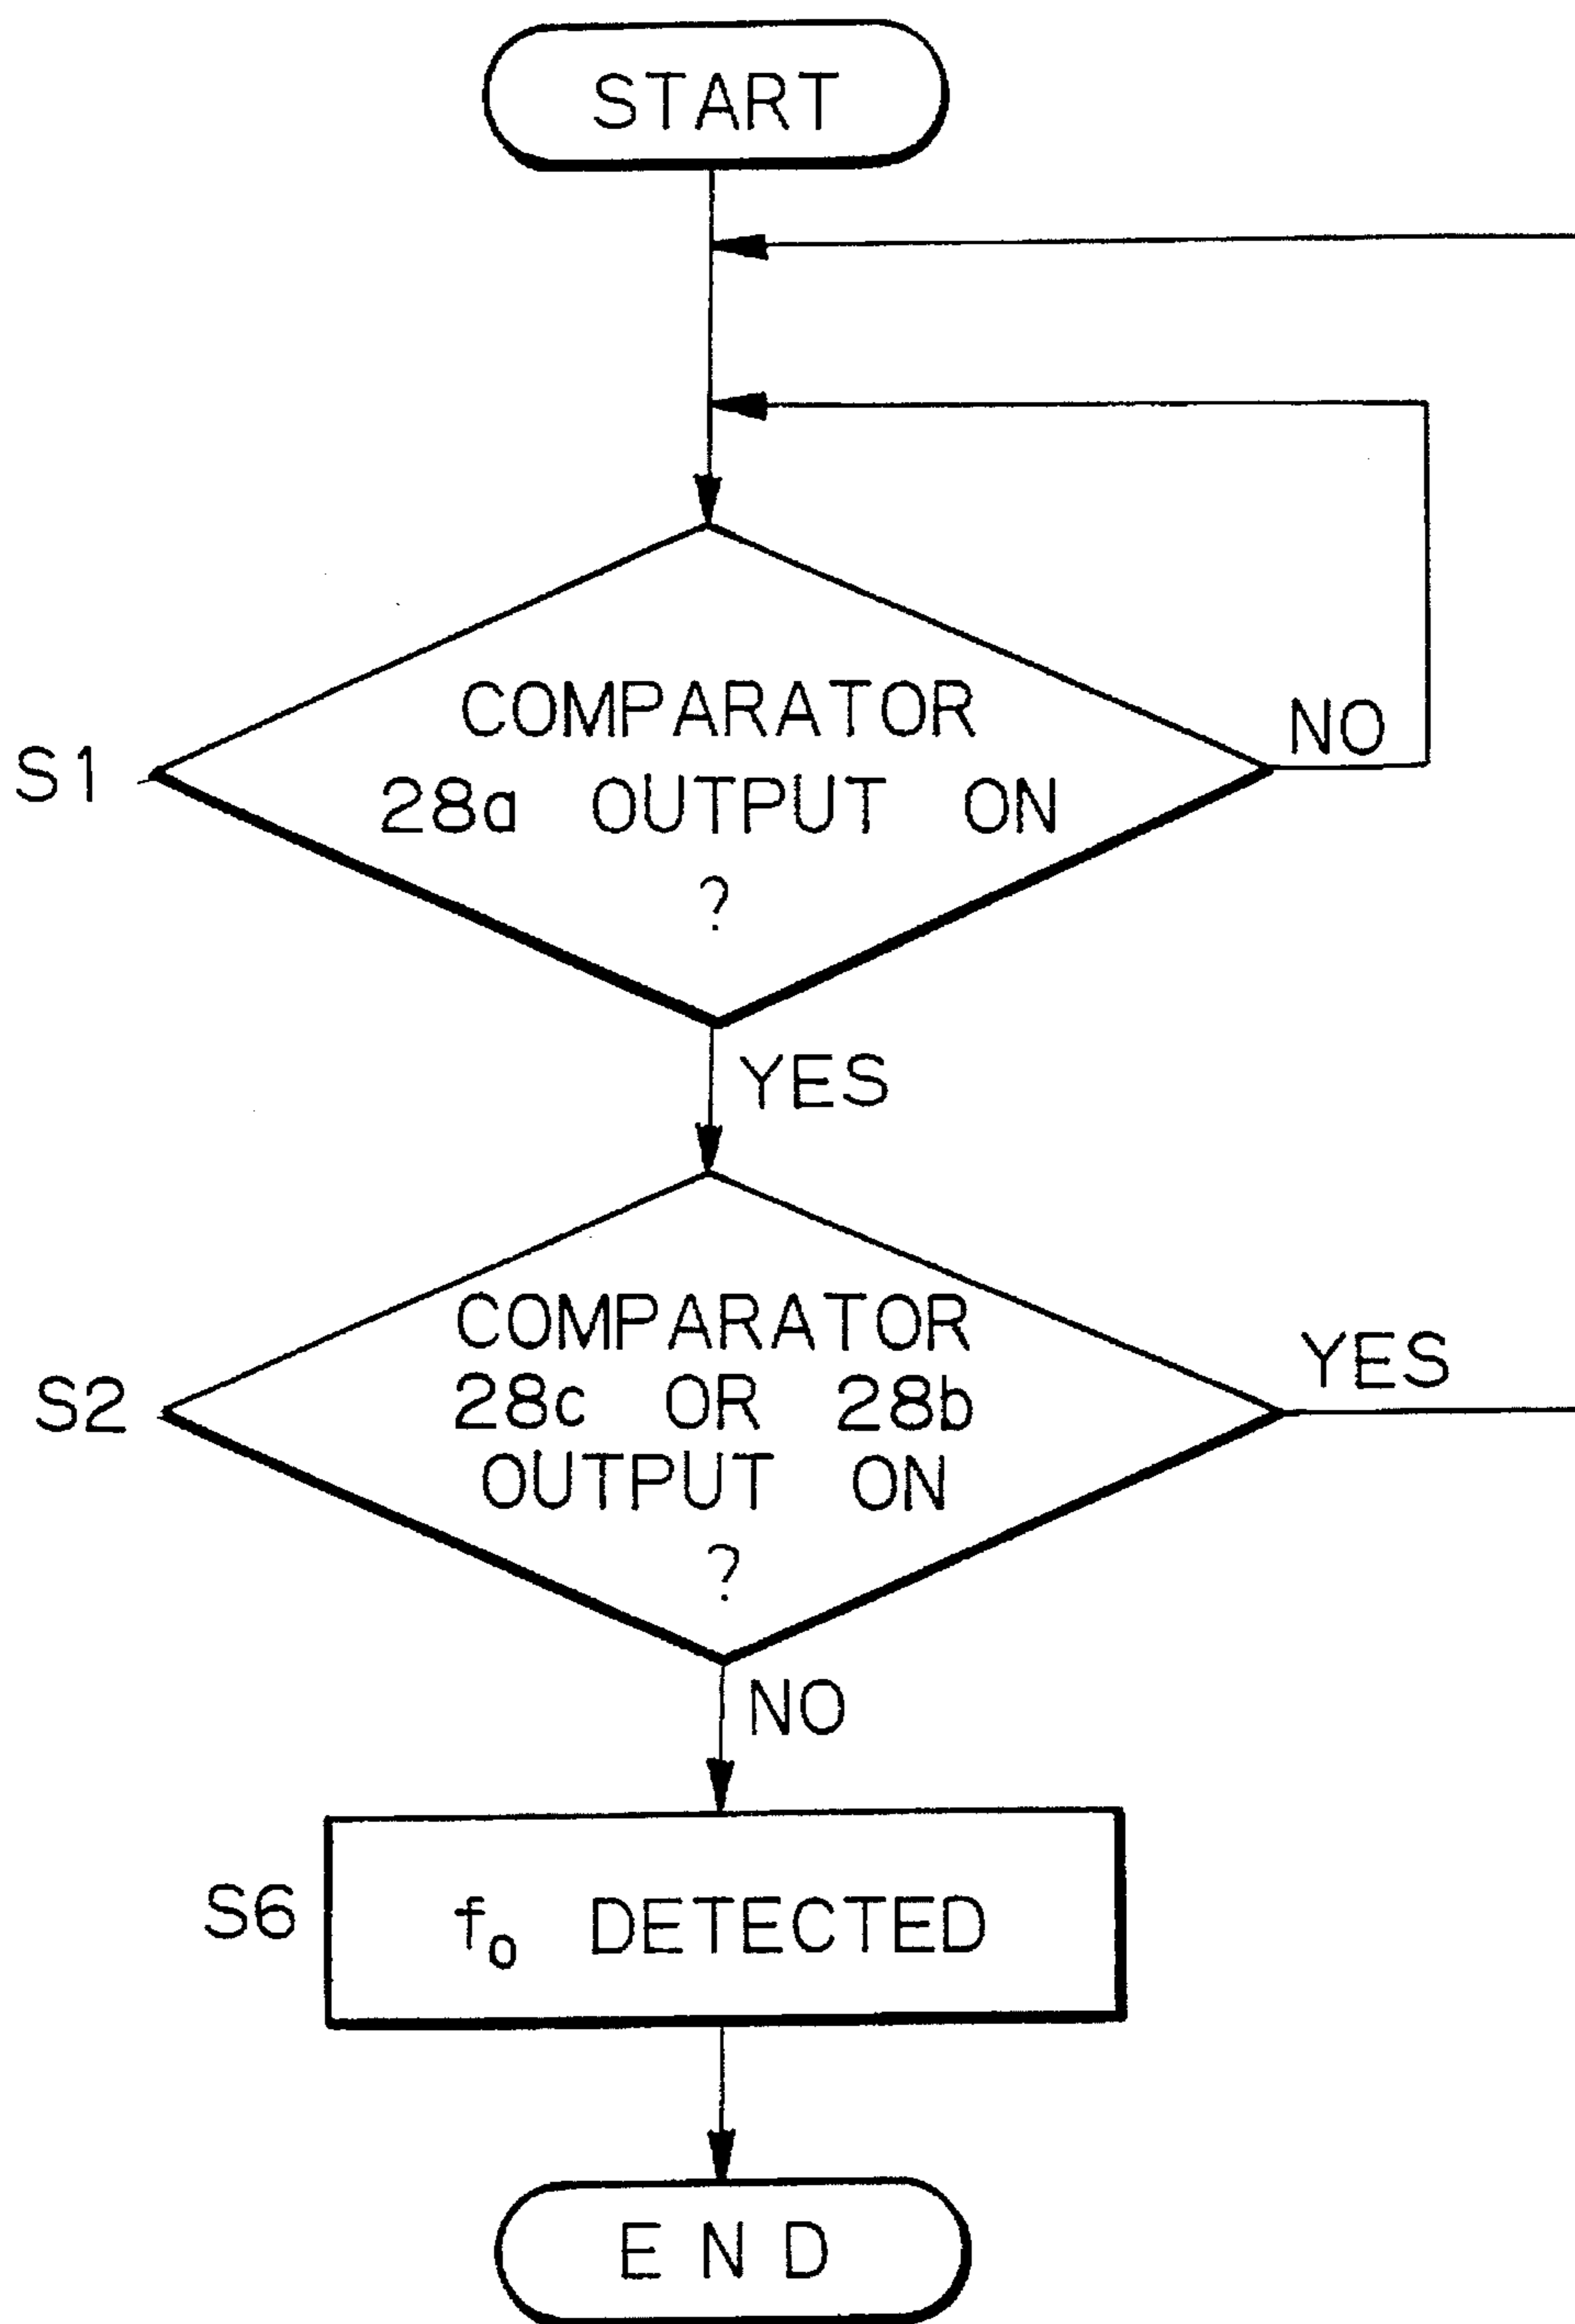 START
COMPARATOR
28a OUTPUT ON
?
NO
S1
YES
COMPARATOR
28c OR 28b
OUTPUT ON
?
YES
S2
NO
S6
fo DETECTED
END